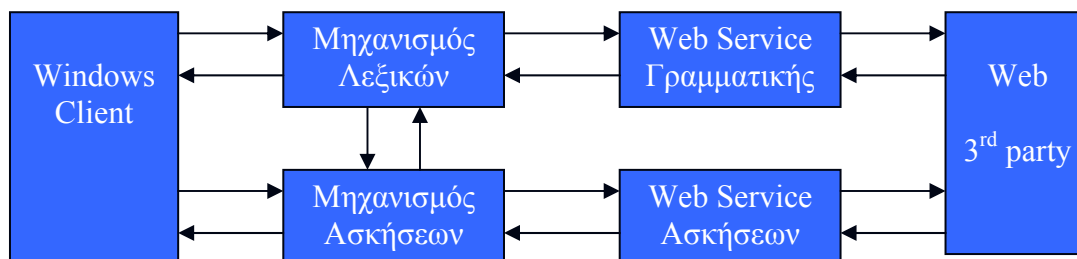 Windows
Client
Μηχανισμός
Λεξικών
Web Service
Γραμματικής
Web
3rd party
Μηχανισμός
Ασκήσεων
Web Service
Ασκήσεων